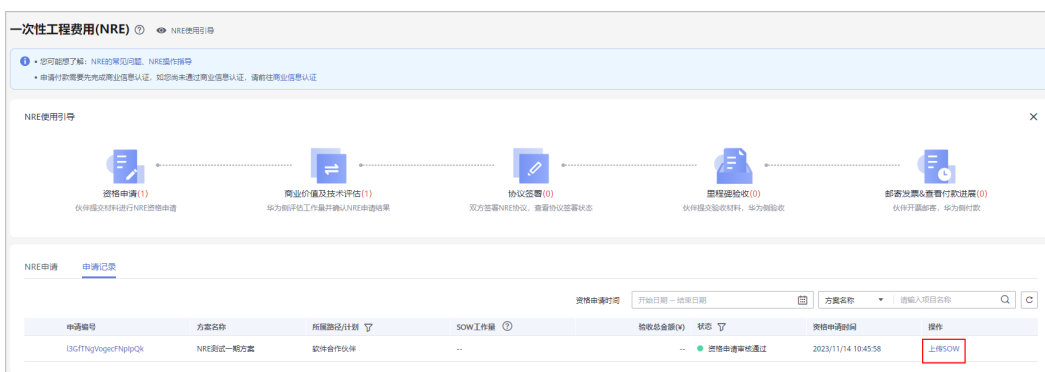 一次性工程费用(NRE) NRE使用引导
• 您可能想了解：NRE的常见问题、NRE操作指导
• 申请付款需要先完成商业信息认证，如您尚未通过商业信息认证，请前往商业信息认证
NRE使用引导
资格申请(1) 商业价值及技术评估(1) 协议签署(0) 里程碑验收(0) 邮寄发票&查看付款进展(0)
伙伴提交材料进行NRE资格申请 华为侧评估工作量并确认NRE申请结果 双方签署NRE协议，查看协议签署状态 伙伴提交验收材料，华为侧验收 伙伴开票邮寄，华为侧付款
NRE申请 申请记录
资格申请时间 开始日期 – 结束日期 方案名称 请输入项目名称
申请编号 方案名称 所属路径/计划 SOW工作量 验收总金额(¥) 状态 资格申请时间 操作
l3GfTNgVogecFNpIpQk NRE测试一期方案 软件合作伙伴 -- -- 资格申请审核通过 2023/11/14 10:45:58 上传SOW